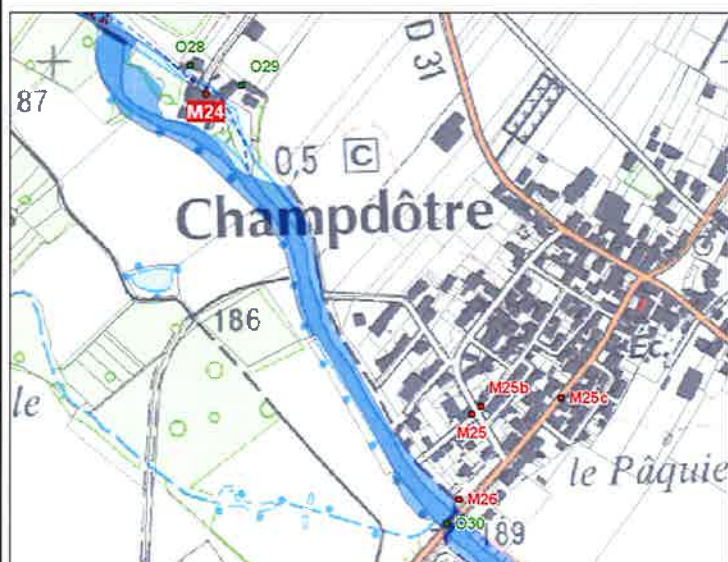 O28
O29
D 31
87
M24
0,5 C
Champdôtre
186
Éc.
le
M25b
M25c
M25
le Pâquie
M26
O30
189